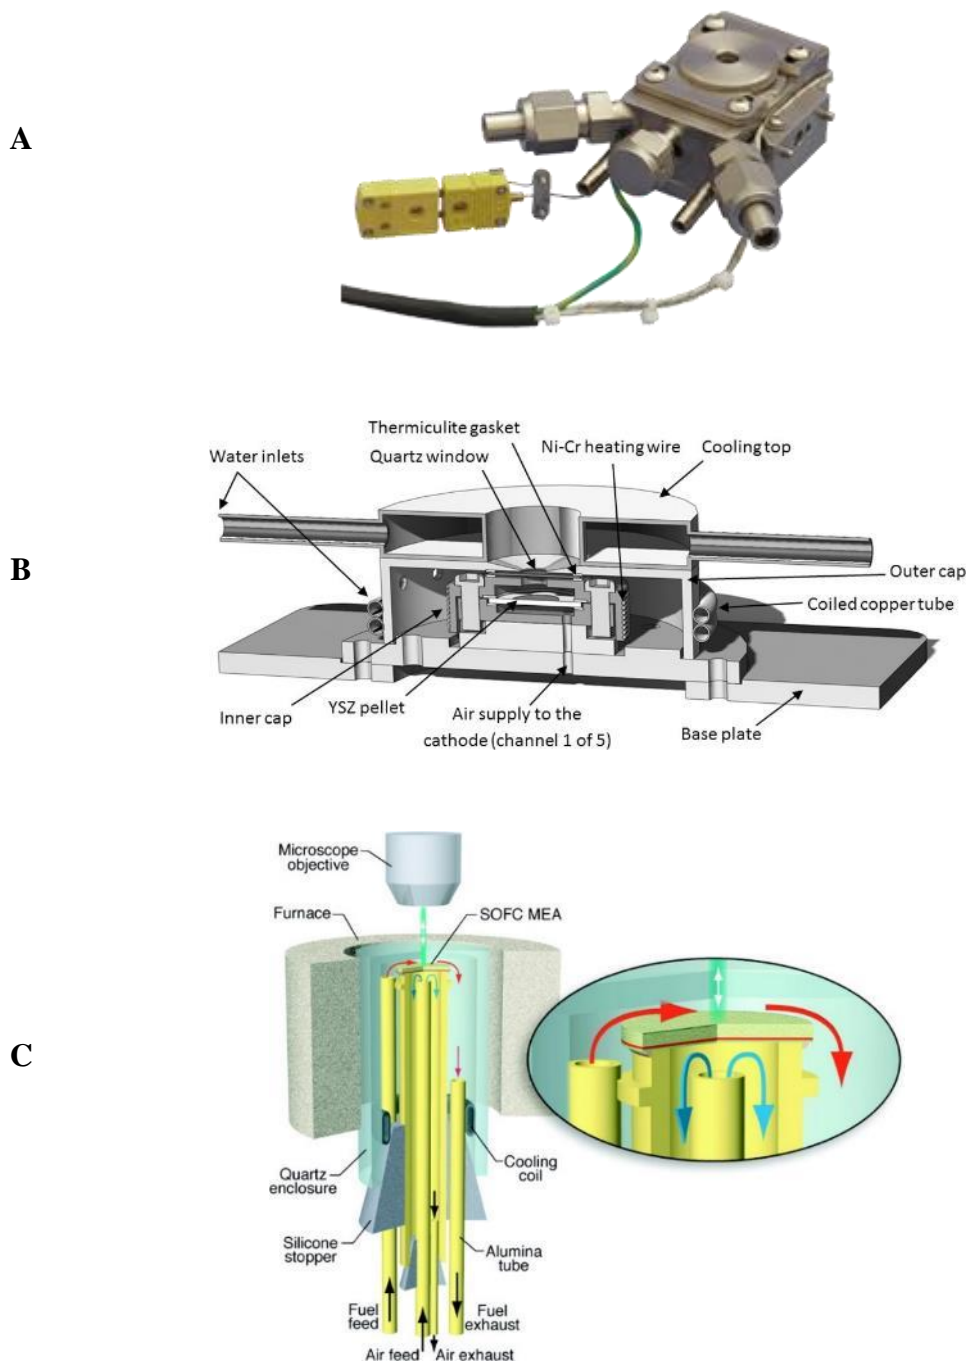 A
Thermiculite gasket
Water inlets
Quartz window
Ni-Cr heating wire
Cooling top
B
Outer cap
Coiled copper tube
YSZ pellet
Inner cap
Air supply to the
cathode (channel 1 of 5)
Base plate
Microscope
objective
Furnace
SOFC MEA
C
Quartz
enclosure
Cooling
coil
Silicone
stopper
Alumina
tube
Fuel
feed
Fuel
exhaust
Air feed
Air exhaust